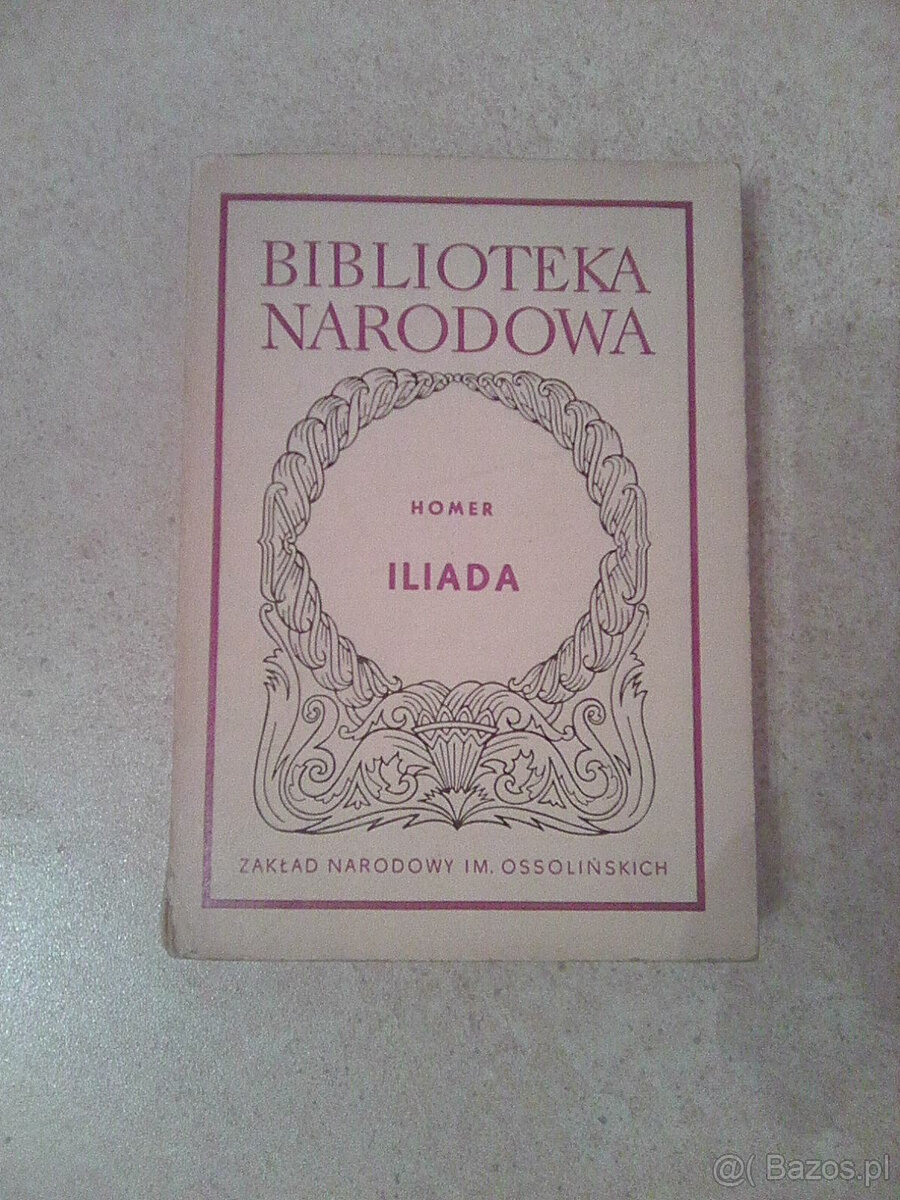 BIBLIOTEKA
NARODOWA
HOMER
ILIADA
ZAKŁAD NARODOWY IM. OSSOLIŃSKICH
@( Bazos.pl